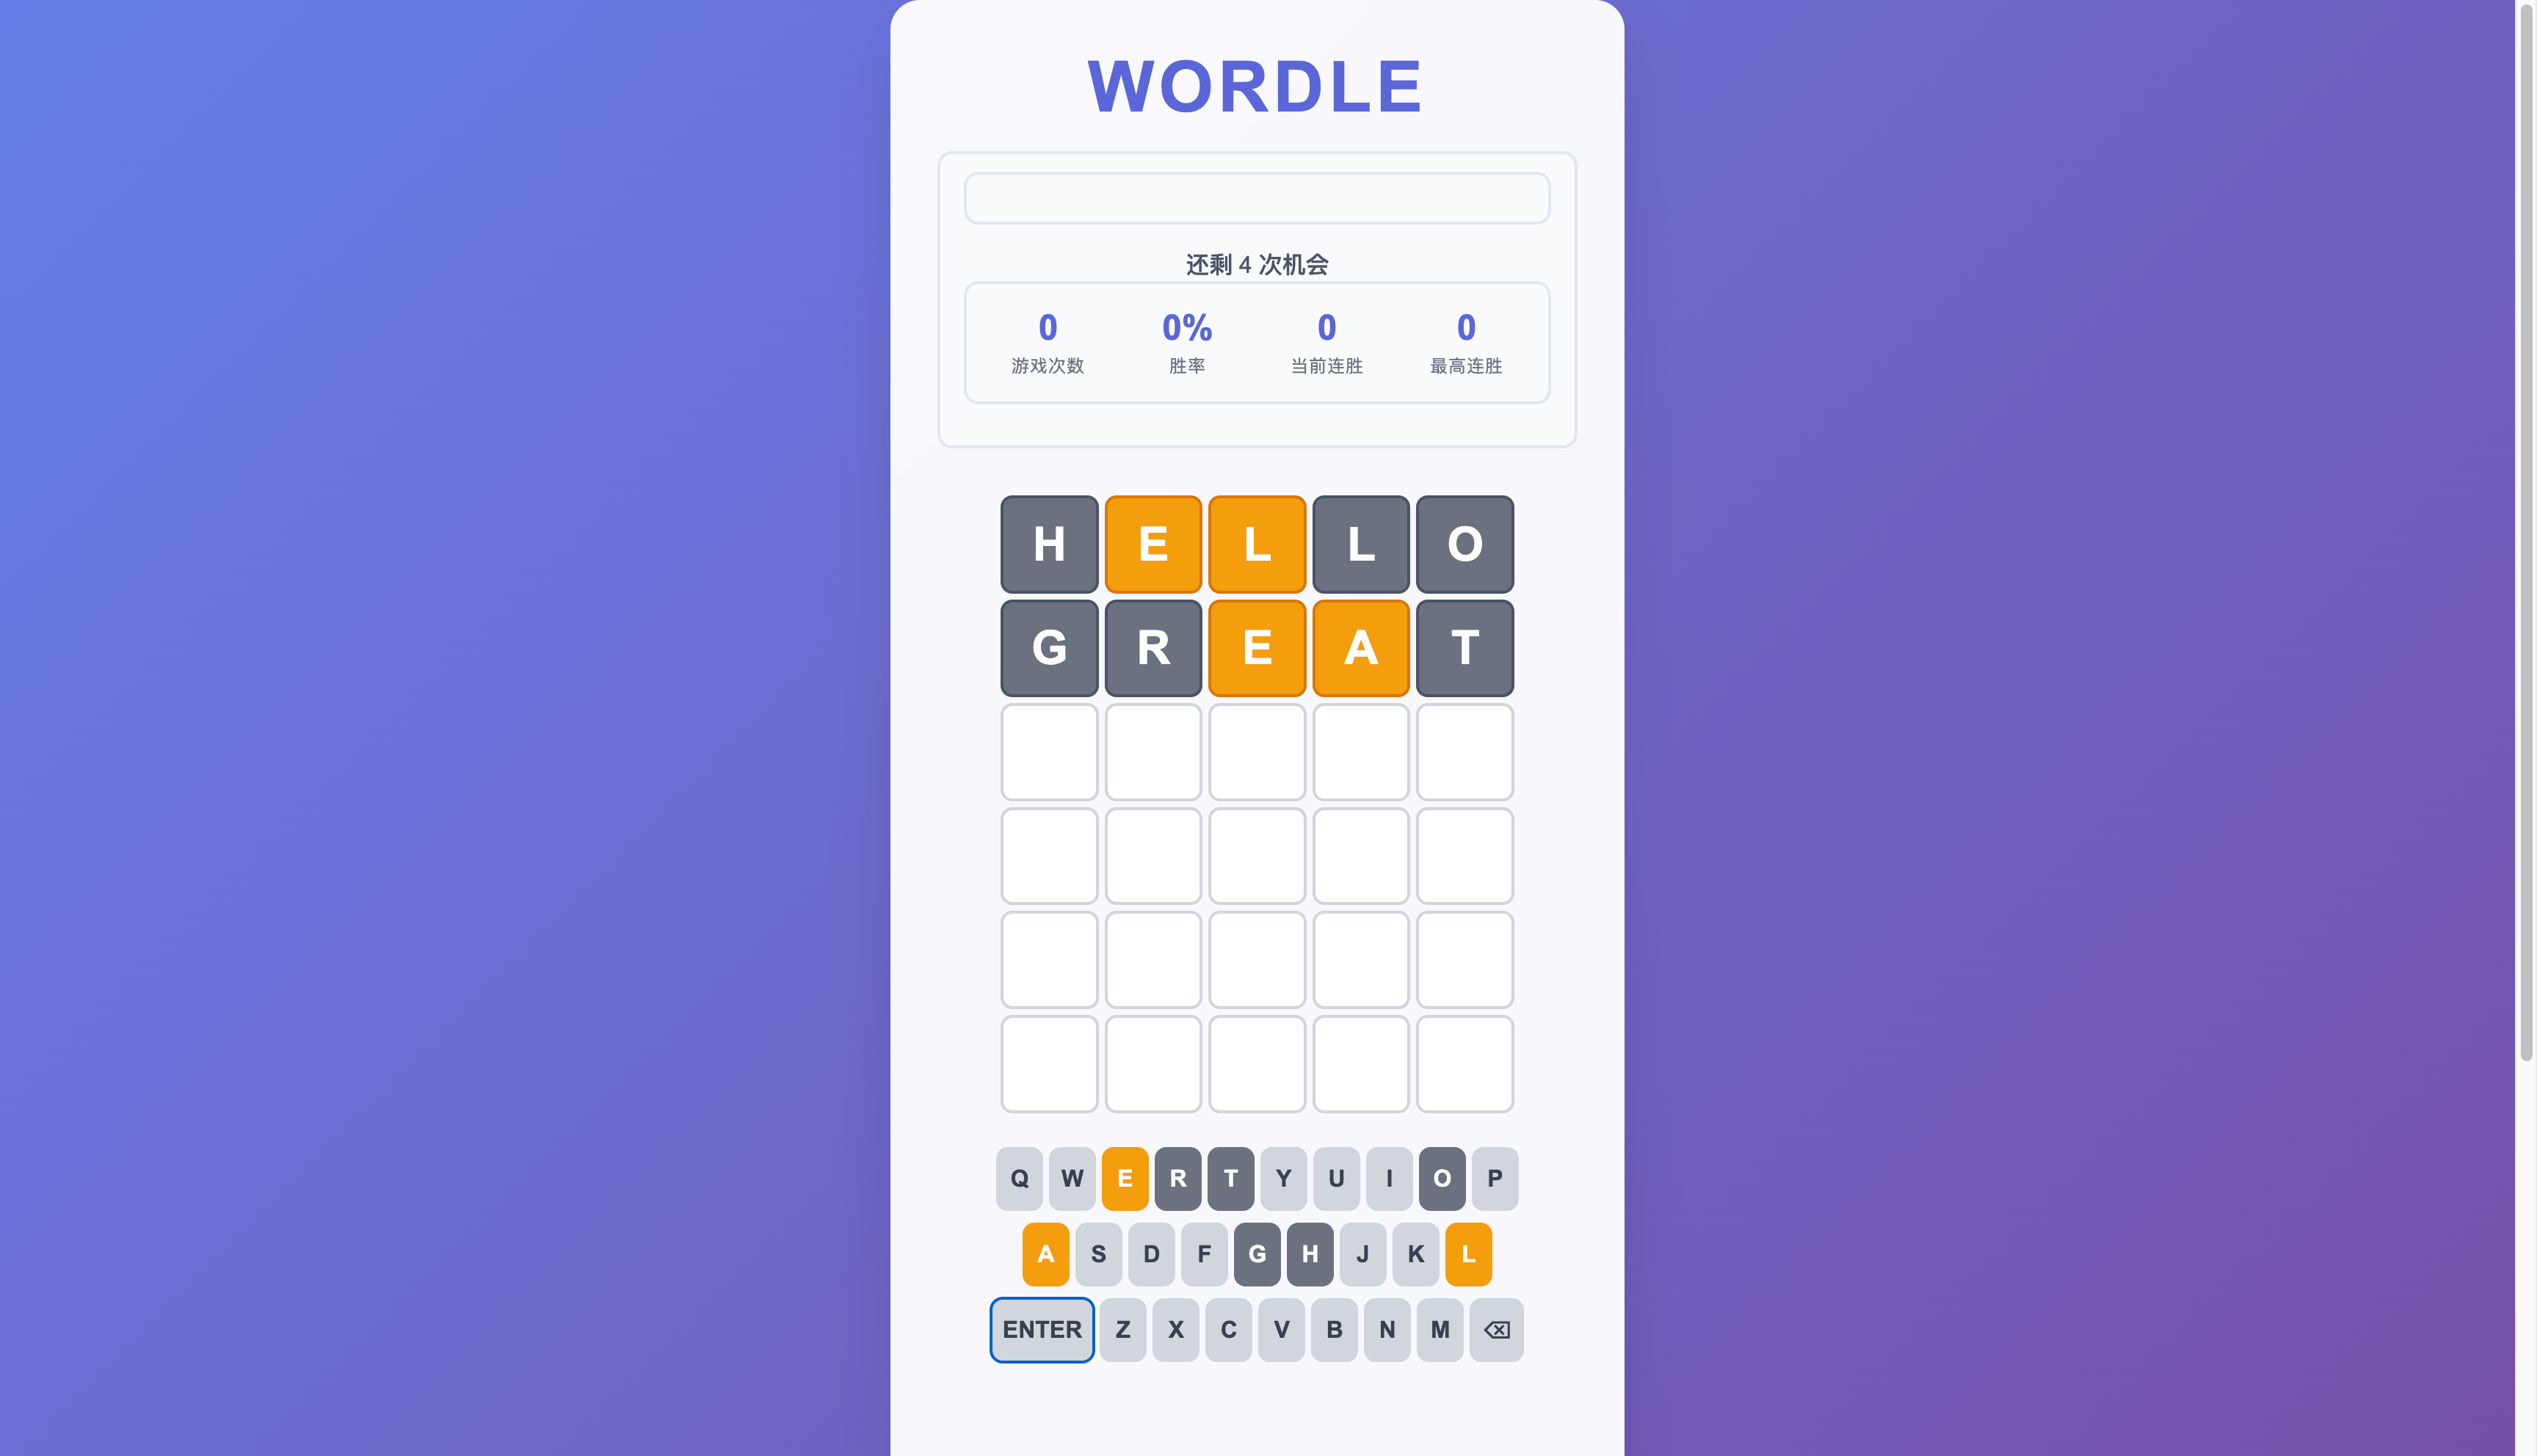 WORDLE
还剩 4 次机会
0 0% 0 0
游戏次数 胜率 当前连胜 最高连胜
H E L L O
G R E A T
Q W E R T Y U I O P
A S D F G H J K L
ENTER Z X C V B N M ⌫